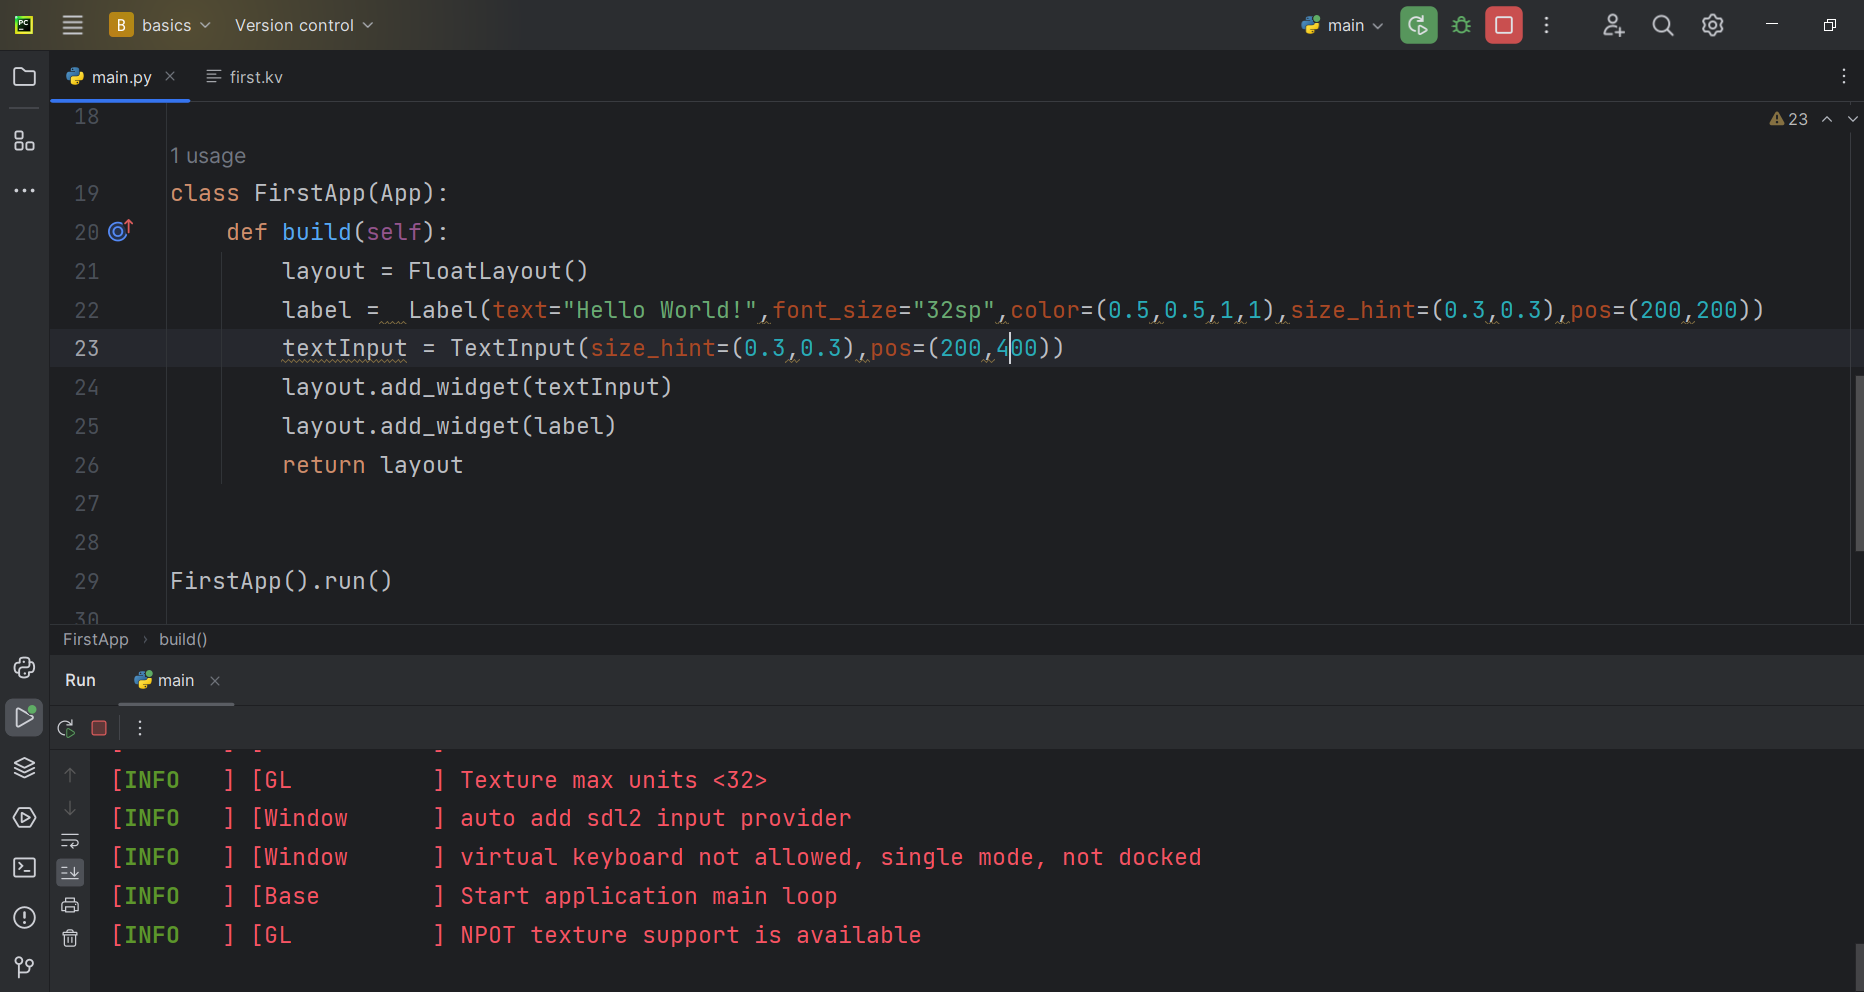 PC B basics Version control main
main.py first.kv
18 23
1 usage
19 class FirstApp(App):
20 def build(self):
21 layout = FloatLayout()
22 label =  Label(text="Hello World!",font_size="32sp",color=(0.5,0.5,1,1),size_hint=(0.3,0.3),pos=(200,200))
23 textInput = TextInput(size_hint=(0.3,0.3),pos=(200,400))
24 layout.add_widget(textInput)
25 layout.add_widget(label)
26 return layout
27
28
29 FirstApp().run()
30
FirstApp › build()
Run main
[INFO   ] [GL          ] Texture max units <32>
[INFO   ] [Window      ] auto add sdl2 input provider
[INFO   ] [Window      ] virtual keyboard not allowed, single mode, not docked
[INFO   ] [Base        ] Start application main loop
[INFO   ] [GL          ] NPOT texture support is available